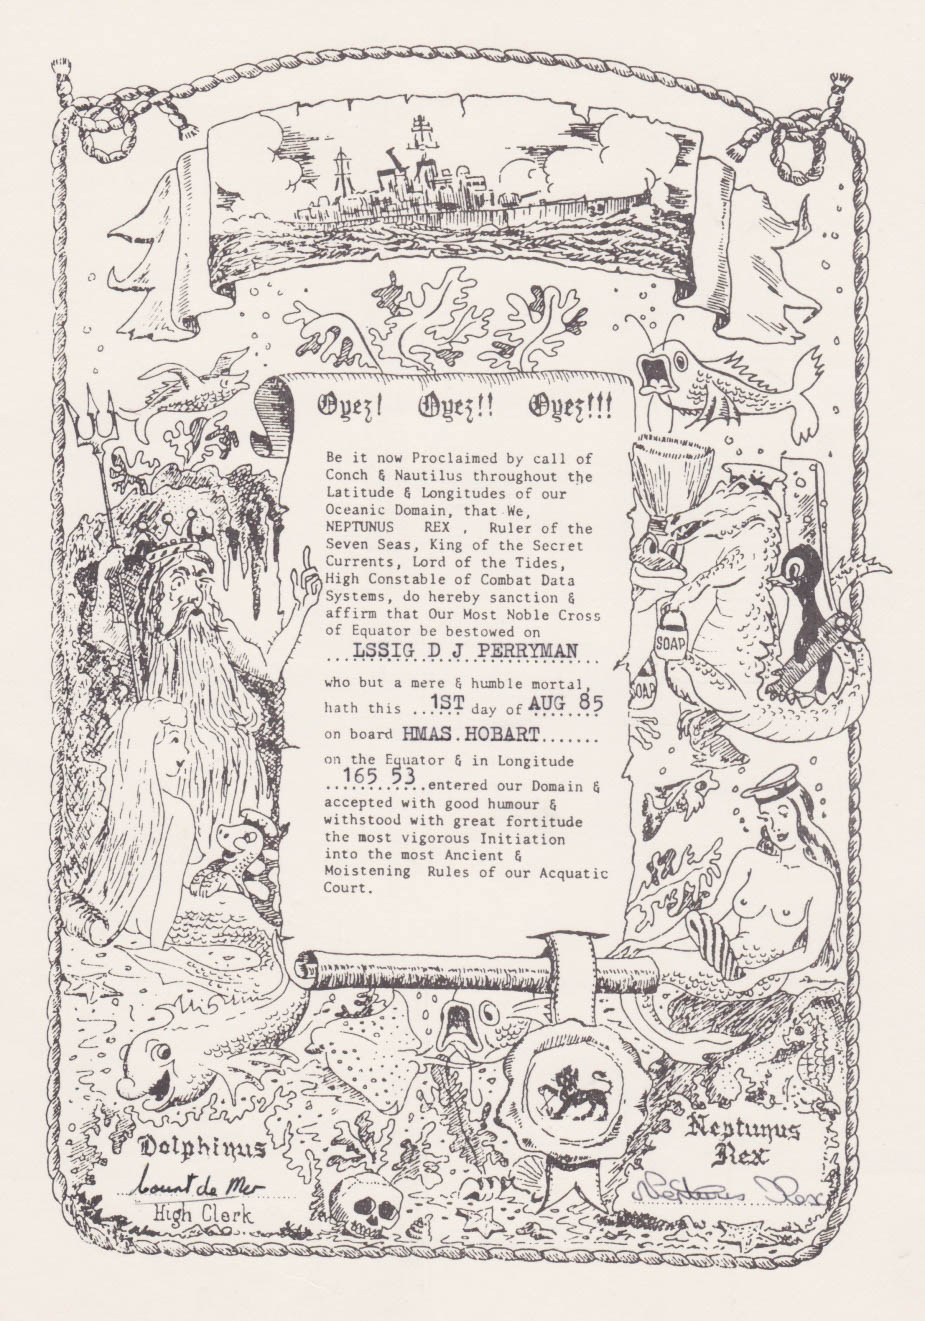 Oyez! Oyez!! Oyez!!!
Be it now Proclaimed by call of
Conch & Nautilus throughout the
Latitude & Longitudes of our
Oceanic Domain, that We,
NEPTUNUS REX , Ruler of the
Seven Seas, King of the Secret
Currents, Lord of the Tides,
High Constable of Combat Data
Systems, do hereby sanction &
affirm that Our Most Noble Cross
of Equator be bestowed on
...LSSIG D J PERRYMAN...
who but a mere & humble mortal,
hath this ...1ST day of AUG 85
on board HMAS.HOBART.......
on the Equator & in Longitude
..165.53...entered our Domain &
accepted with good humour &
withstood with great fortitude
the most vigorous Initiation
into the most Ancient &
Moistening Rules of our Acquatic
Court.
SOAP
SOAP
Dolphinus
Count de Mer
High Clerk
Neptunus
Rex
Neptunus Rex